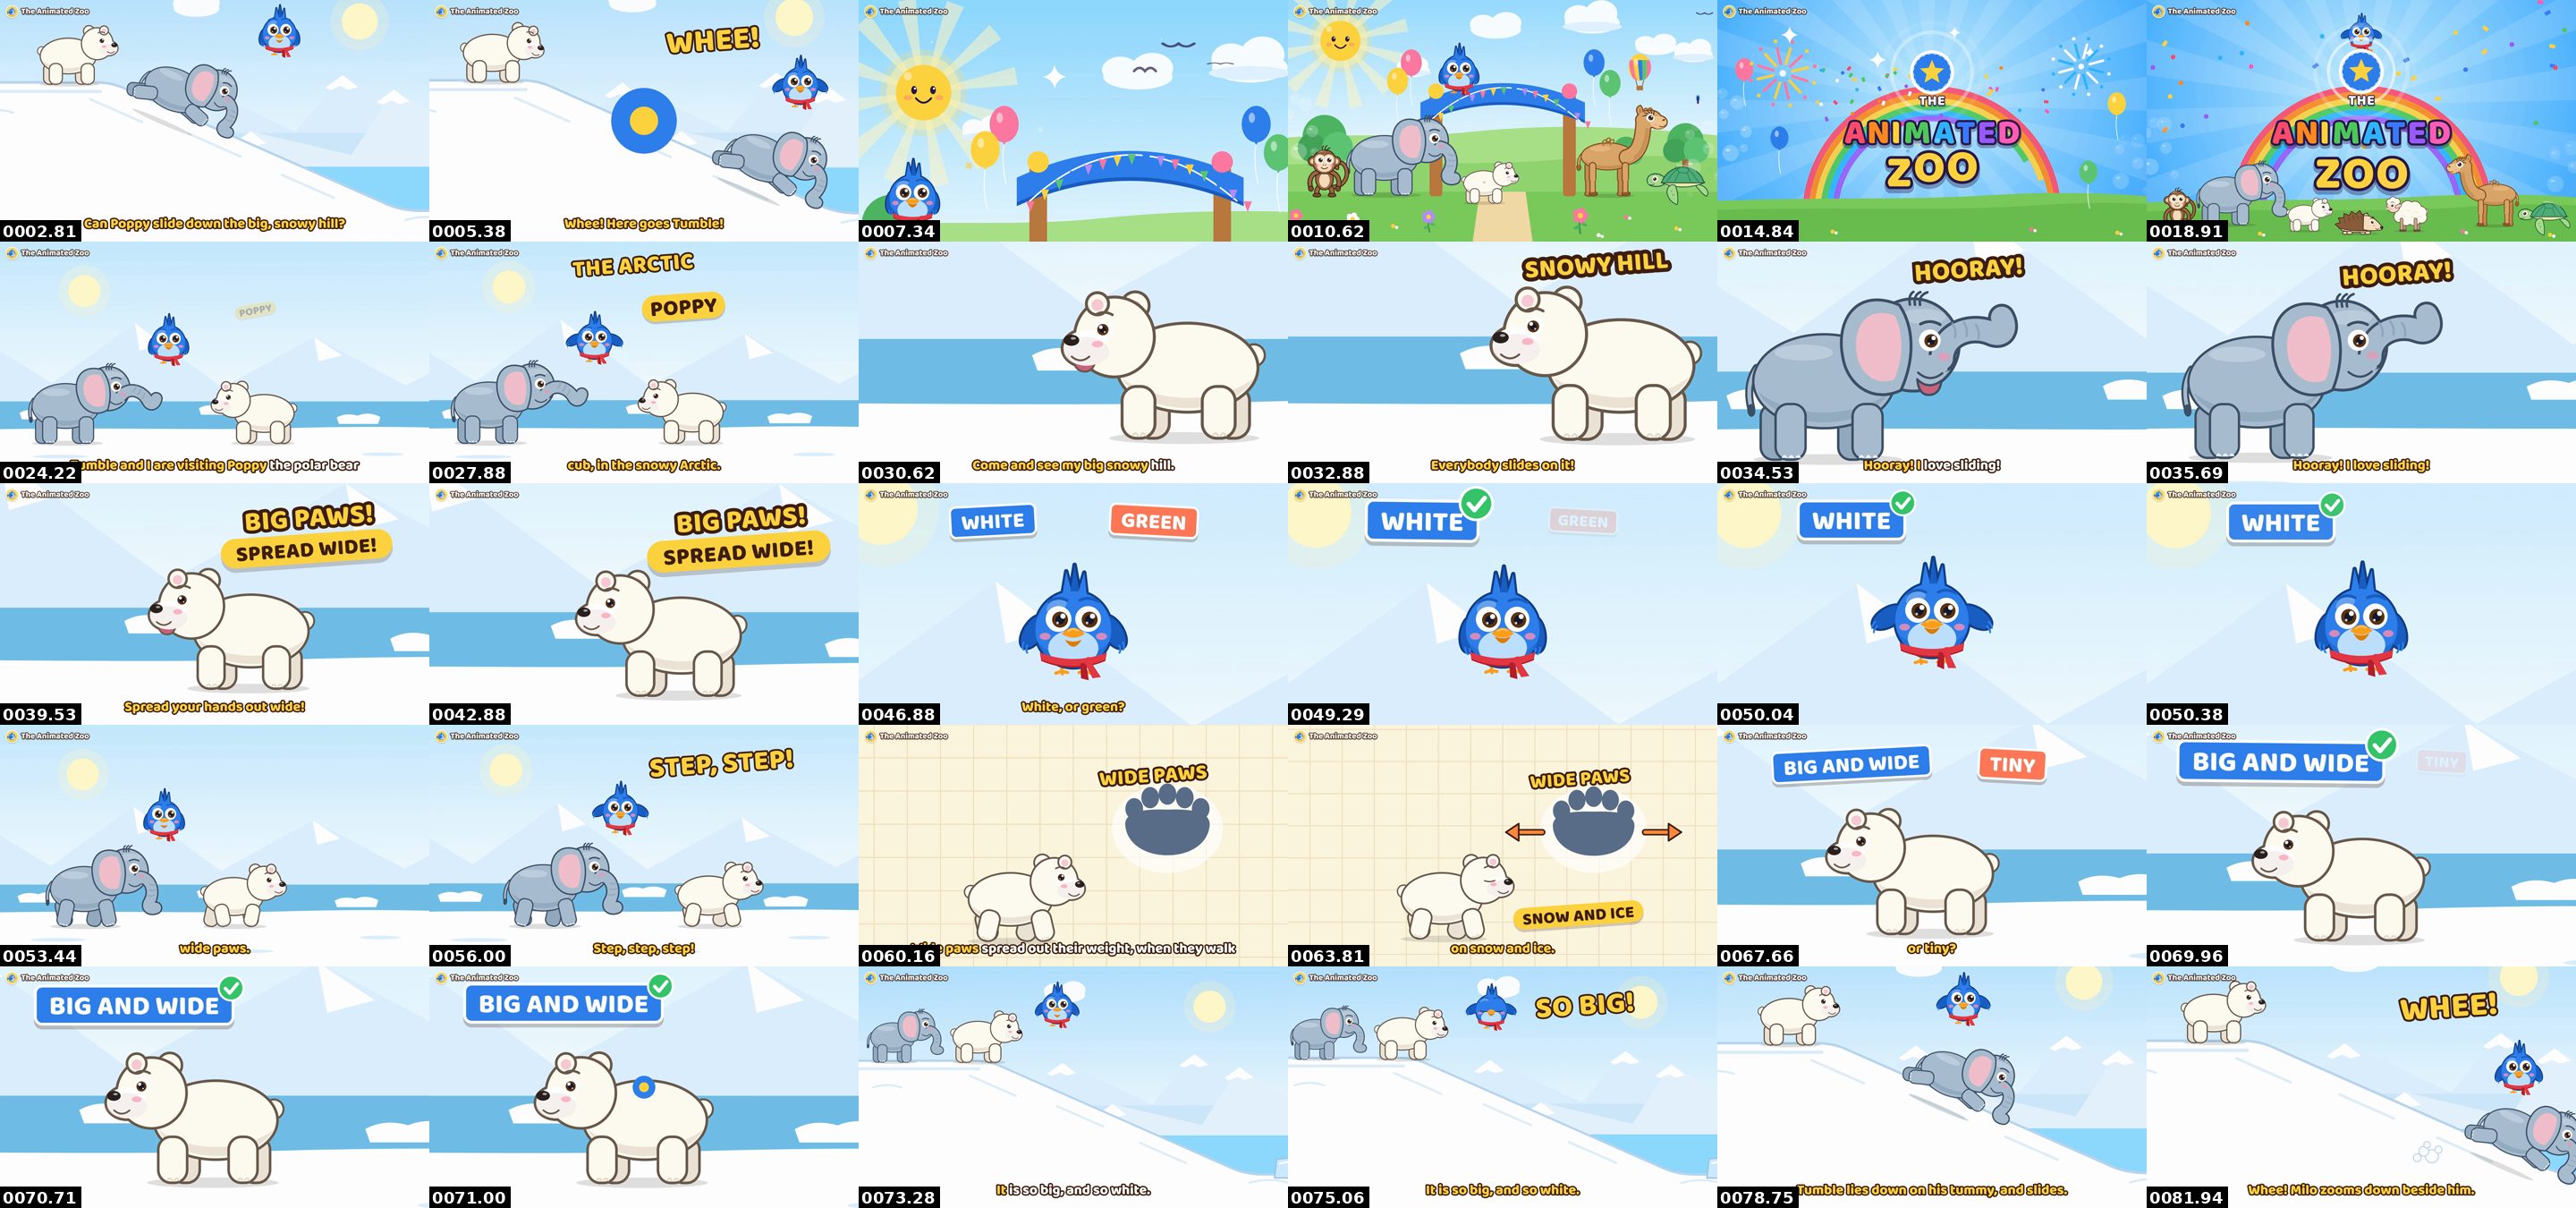 The Animated Zoo
Can Poppy slide down the big, snowy hill?
0002.81
The Animated Zoo
WHEE!
Whee! Here goes Tumble!
0005.38
The Animated Zoo
0007.34
The Animated Zoo
0010.62
The Animated Zoo
THE
ANIMATED
ZOO
0014.84
The Animated Zoo
THE
ANIMATED
ZOO
0018.91
The Animated Zoo
POPPY
Tumble and I are visiting Poppy the polar bear
0024.22
The Animated Zoo
THE ARCTIC
POPPY
cub, in the snowy Arctic.
0027.88
The Animated Zoo
Come and see my big snowy hill.
0030.62
The Animated Zoo
SNOWY HILL
Everybody slides on it!
0032.88
The Animated Zoo
HOORAY!
Hooray! I love sliding!
0034.53
The Animated Zoo
HOORAY!
Hooray! I love sliding!
0035.69
The Animated Zoo
BIG PAWS!
SPREAD WIDE!
Spread your hands out wide!
0039.53
The Animated Zoo
BIG PAWS!
SPREAD WIDE!
0042.88
The Animated Zoo
WHITE
GREEN
White, or green?
0046.88
The Animated Zoo
WHITE
GREEN
0049.29
The Animated Zoo
WHITE
0050.04
The Animated Zoo
WHITE
0050.38
The Animated Zoo
wide paws.
0053.44
The Animated Zoo
STEP, STEP!
Step, step, step!
0056.00
The Animated Zoo
WIDE PAWS
paws spread out their weight, when they walk
0060.16
The Animated Zoo
WIDE PAWS
SNOW AND ICE
on snow and ice.
0063.81
The Animated Zoo
BIG AND WIDE
TINY
or tiny?
0067.66
The Animated Zoo
BIG AND WIDE
TINY
0069.96
The Animated Zoo
BIG AND WIDE
0070.71
The Animated Zoo
BIG AND WIDE
0071.00
The Animated Zoo
It is so big, and so white.
0073.28
The Animated Zoo
SO BIG!
It is so big, and so white.
0075.06
The Animated Zoo
Tumble lies down on his tummy, and slides.
0078.75
The Animated Zoo
WHEE!
Whee! Milo zooms down beside him.
0081.94